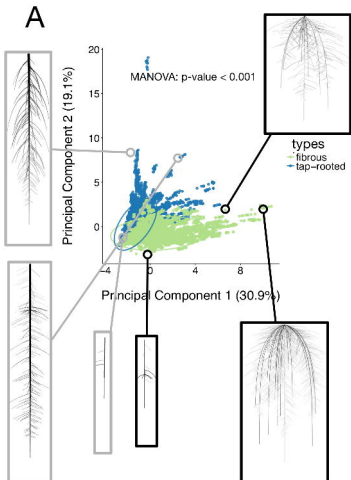 A
20
MANOVA: p-value < 0.001
15
10
5
0
Principal Component 2 (19.1%)
types
fibrous
tap-rooted
−4 0 4 8
Principal Component 1 (30.9%)